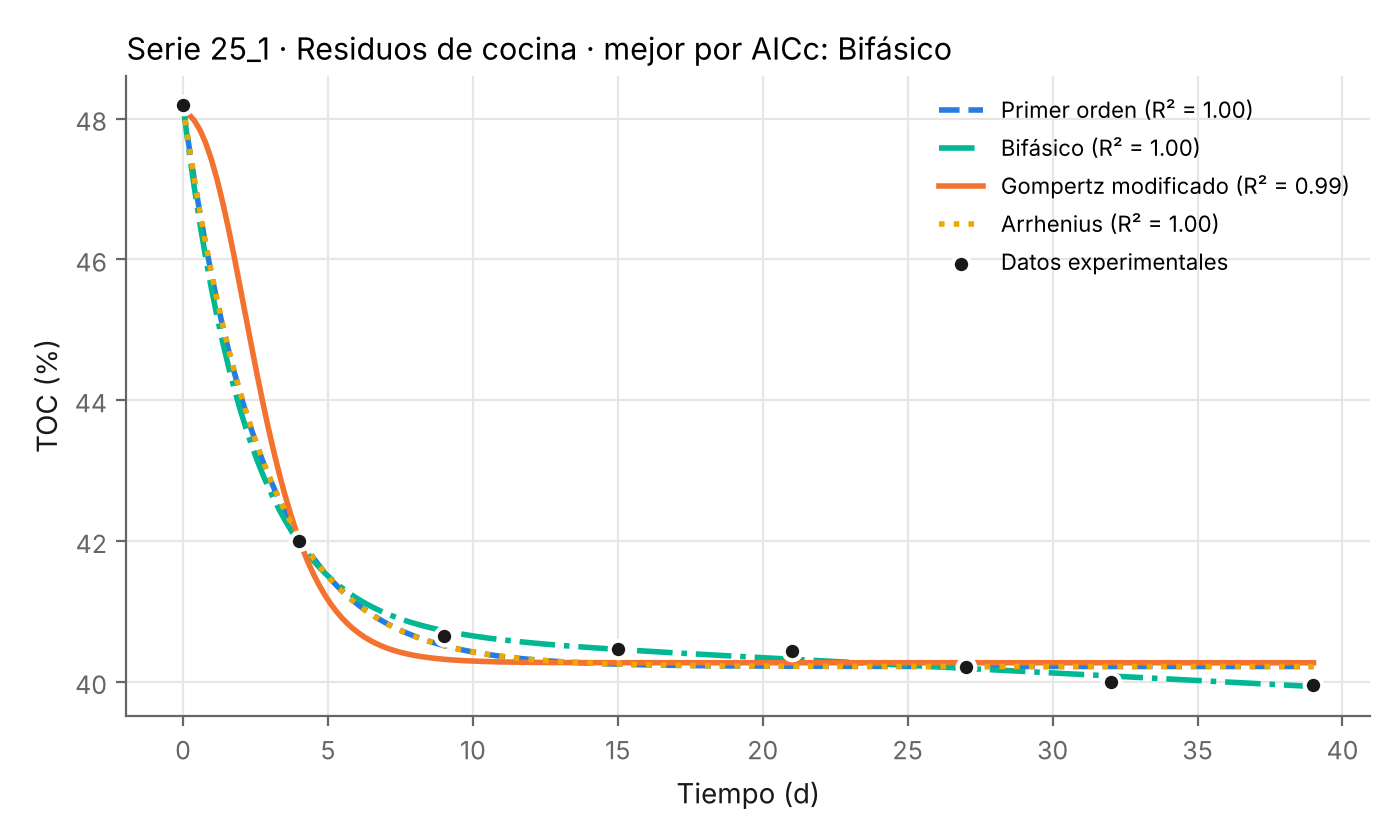 Serie 25_1 · Residuos de cocina · mejor por AICc: Bifásico
Primer orden (R² = 1.00)
Bifásico (R² = 1.00)
Gompertz modificado (R² = 0.99)
Arrhenius (R² = 1.00)
Datos experimentales
TOC (%)
48
46
44
42
40
0 5 10 15 20 25 30 35 40
Tiempo (d)